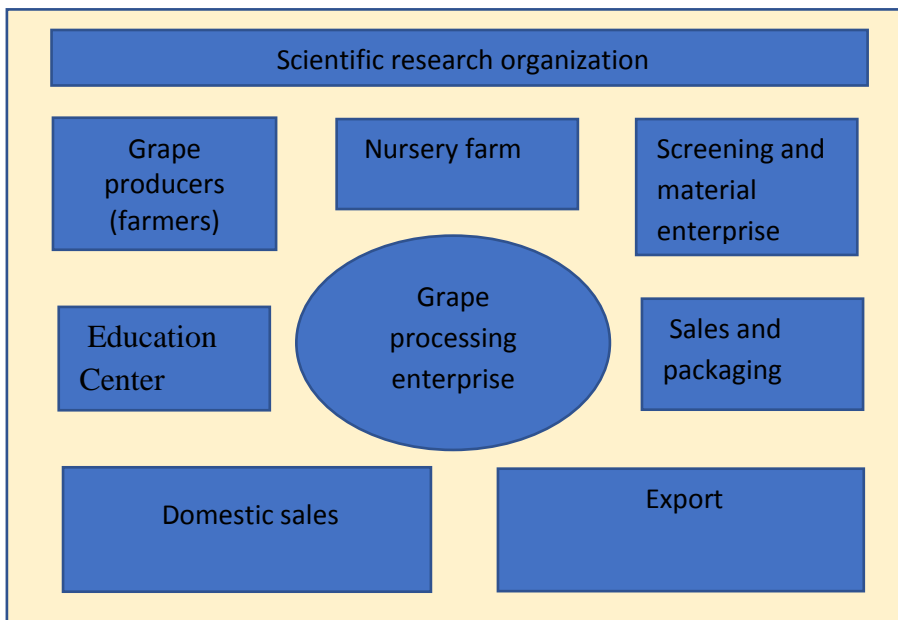 Scientific research organization
Grape
producers
(farmers)
Nursery farm
Screening and
material
enterprise
Grape
processing
enterprise
Education
Center
Sales and
packaging
Domestic sales
Export